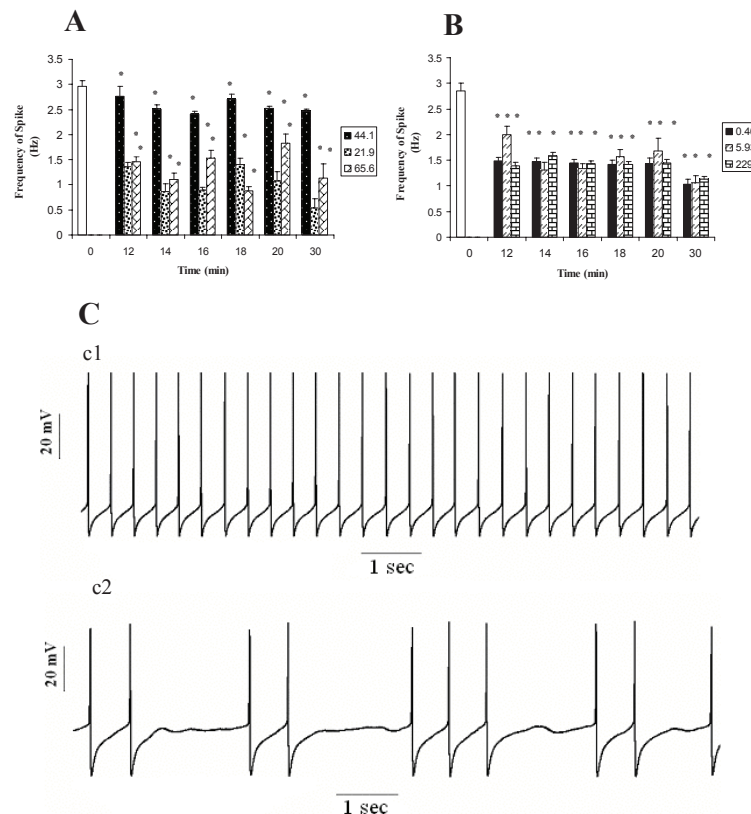 A
3.5
3
2.5
2
1.5
1
0.5
0
Frequency of Spike
(Hz)
* * * * * *
* * * * * *
* * * * * *
0 12 14 16 18 20 30
Time (min)
44.1
21.9
65.6
B
3.5
3
2.5
2
1.5
1
0.5
0
Frequency of Spike
(Hz)
* * * * * * * * * * * * * * * * * *
0 12 14 16 18 20 30
Time (min)
229
C
c1
20 mV
1 sec
c2
20 mV
1 sec